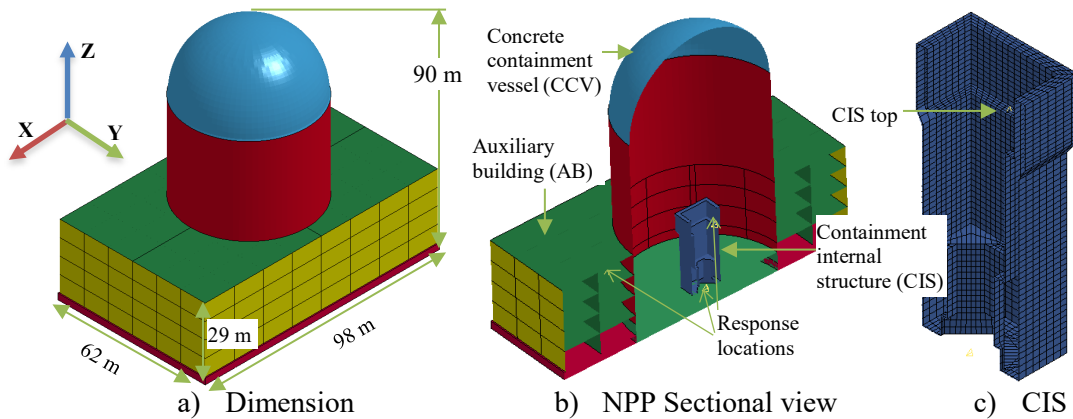 Z
X
Y
90 m
29 m
62 m
98 m
a) Dimension
Concrete
containment
vessel (CCV)
Auxiliary
building (AB)
Containment
internal
structure (CIS)
Response
locations
b) NPP Sectional view
CIS top
c) CIS